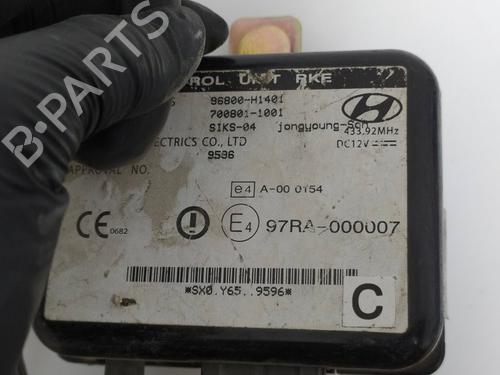 ROL UNIT RKE
96800-H1401
700801-1001
SIKS-04 jongyoung-Son
433.92MHz
ECTRICS CO., LTD
DC12V
9596
APPROVAL NO.
e4 A-00 0154
CE 0682
E4 97RA-000007
*SX0.Y65..9596*
C
B-PARTS